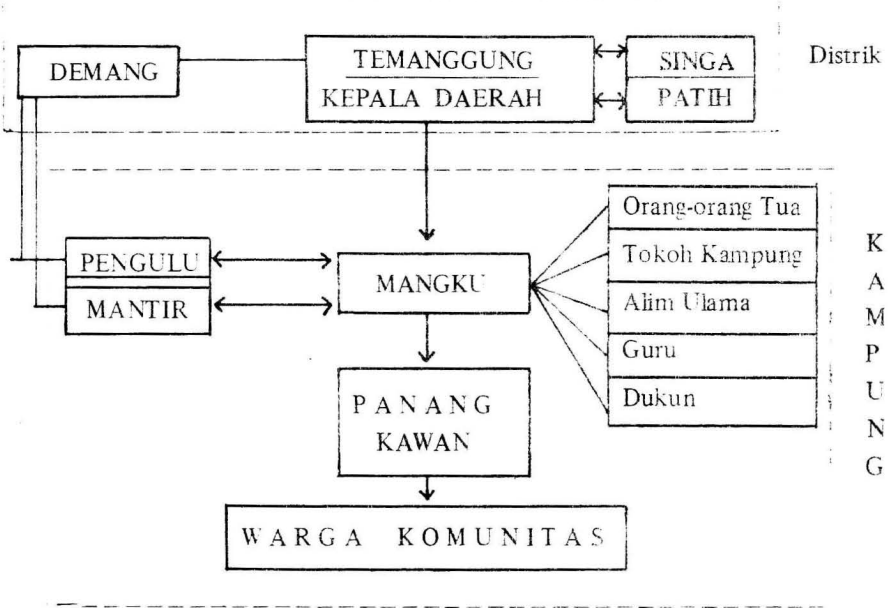 DEMANG
TEMANGGUNG
KEPALA DAERAH
SINGA
PATIH
Distrik
PENGULU
MANTIR
MANGKU
Orang-orang Tua
Tokoh Kampung
Alim Ulama
Guru
Dukun
KAMPUNG
PANANG
KAWAN
WARGA KOMUNITAS